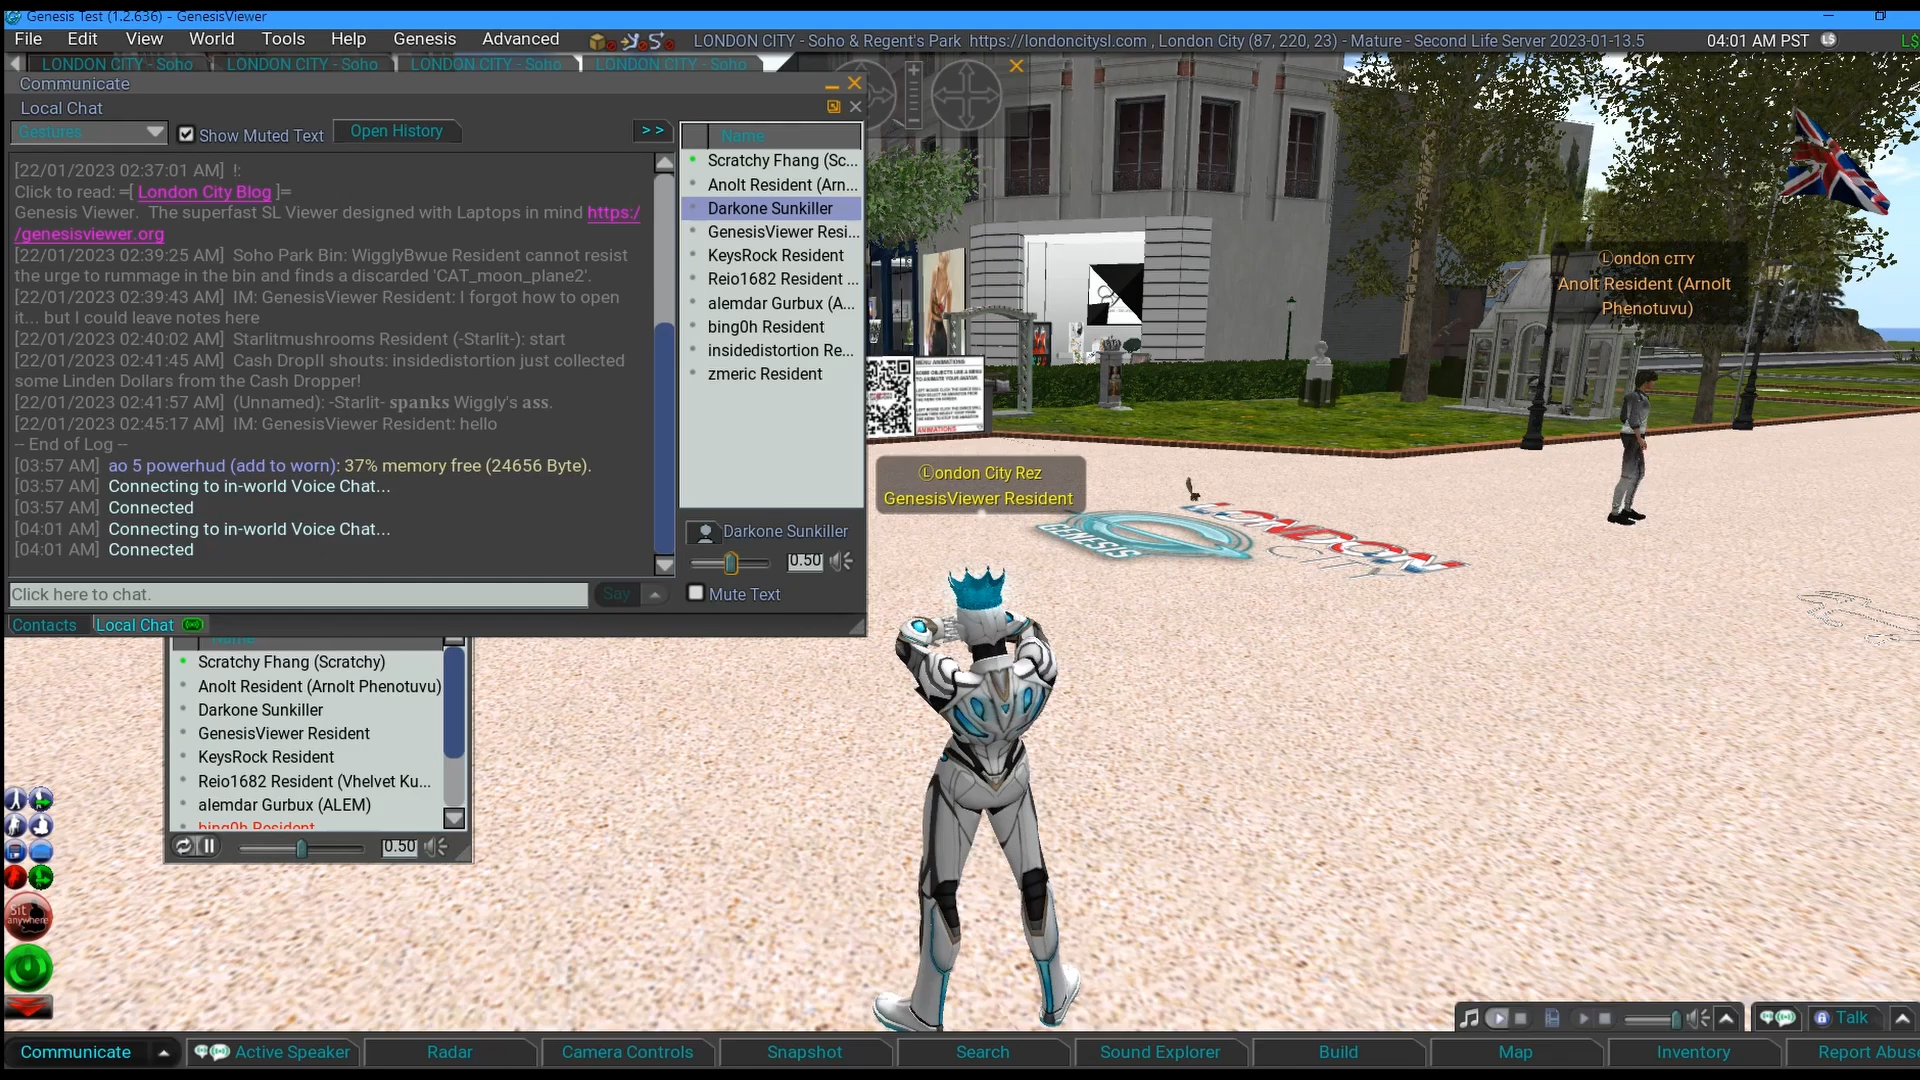 Genesis Test (1.2.636) - GenesisViewer
File Edit View World Tools Help Genesis Advanced
LONDON CITY - Soho & Regent's Park https://londoncitysl.com , London City (87, 220, 23) - Mature - Second Life Server 2023-01-13.5
04:01 AM PST
L$
L$
LONDON CITY - Soho
LONDON CITY - Soho
LONDON CITY - Soho
LONDON CITY - Soho
Communicate
Local Chat
Gestures
Show Muted Text
Open History
>>
[22/01/2023 02:37:01 AM] !:
Click to read: =[ London City Blog ]=
Genesis Viewer. The superfast SL Viewer designed with Laptops in mind https:/
/genesisviewer.org
[22/01/2023 02:39:25 AM] Soho Park Bin: WigglyBwue Resident cannot resist
the urge to rummage in the bin and finds a discarded 'CAT_moon_plane2'.
[22/01/2023 02:39:43 AM] IM: GenesisViewer Resident: I forgot how to open
it... but I could leave notes here
[22/01/2023 02:40:02 AM] Starlitmushrooms Resident (-Starlit-): start
[22/01/2023 02:41:45 AM] Cash DropII shouts: insidedistortion just collected
some Linden Dollars from the Cash Dropper!
[22/01/2023 02:41:57 AM] (Unnamed): -Starlit- spanks Wiggly's ass.
[22/01/2023 02:45:17 AM] IM: GenesisViewer Resident: hello
-- End of Log --
[03:57 AM] ao 5 powerhud (add to worn): 37% memory free (24656 Byte).
[03:57 AM] Connecting to in-world Voice Chat...
[03:57 AM] Connected
[04:01 AM] Connecting to in-world Voice Chat...
[04:01 AM] Connected
Click here to chat.
Say
Contacts
Local Chat
Name
Scratchy Fhang (Sc...
Anolt Resident (Arn...
Darkone Sunkiller
GenesisViewer Resi...
KeysRock Resident
Reio1682 Resident ...
alemdar Gurbux (A...
bing0h Resident
insidedistortion Re...
zmeric Resident
Darkone Sunkiller
0.50
Mute Text
Name
Scratchy Fhang (Scratchy)
Anolt Resident (Arnolt Phenotuvu)
Darkone Sunkiller
GenesisViewer Resident
KeysRock Resident
Reio1682 Resident (Vhelvet Ku...
alemdar Gurbux (ALEM)
bing0h Resident
0.50
Ⓛondon ᴄɪᴛʏ
Anolt Resident (Arnolt
Phenotuvu)
MENU ANIMATIONS
ANIMATIONS
Ⓛondon City Rez
GenesisViewer Resident
GENESIS
LONDON
CITY
Sit
anywhere
Talk
Communicate
Active Speaker
Radar
Camera Controls
Snapshot
Search
Sound Explorer
Build
Map
Inventory
Report Abuse